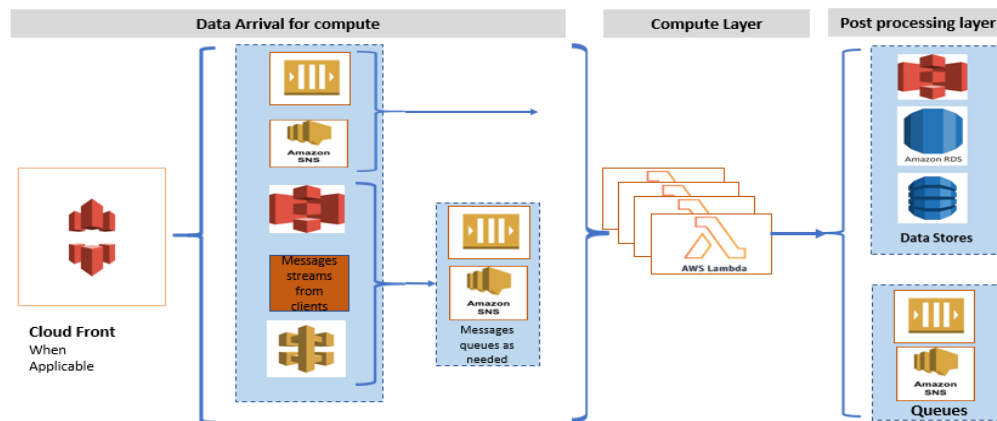 Data Arrival for compute
Compute Layer
Post processing layer
Amazon
SNS
Messages
streams
from
clients
Cloud Front
When
Applicable
Amazon
SNS
Messages
queues as
needed
AWS Lambda
Amazon RDS
Data Stores
Amazon
SNS
Queues